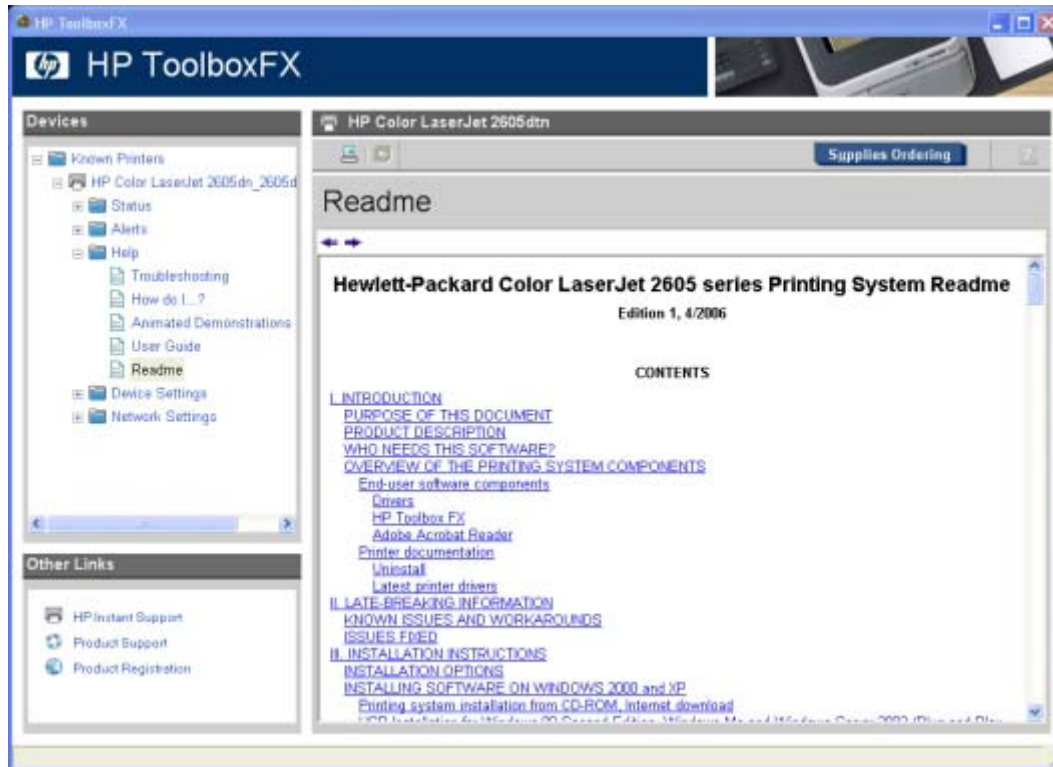 HP ToolboxFX
hp HP ToolboxFX
Devices
Known Printers
HP Color LaserJet 2605dn_2605d
Status
Alerts
Help
Troubleshooting
How do I...?
Animated Demonstrations
User Guide
Readme
Device Settings
Network Settings
Other Links
HP Instant Support
Product Support
Product Registration
HP Color LaserJet 2605dtn
Supplies Ordering
?
Readme
Hewlett-Packard Color LaserJet 2605 series Printing System Readme
Edition 1, 4/2006
CONTENTS
I. INTRODUCTION
PURPOSE OF THIS DOCUMENT
PRODUCT DESCRIPTION
WHO NEEDS THIS SOFTWARE?
OVERVIEW OF THE PRINTING SYSTEM COMPONENTS
End-user software components
Drivers
HP Toolbox FX
Adobe Acrobat Reader
Printer documentation
Uninstall
Latest printer drivers
II. LATE-BREAKING INFORMATION
KNOWN ISSUES AND WORKAROUNDS
ISSUES FIXED
III. INSTALLATION INSTRUCTIONS
INSTALLATION OPTIONS
INSTALLING SOFTWARE ON WINDOWS 2000 and XP
Printing system installation from CD-ROM, Internet download